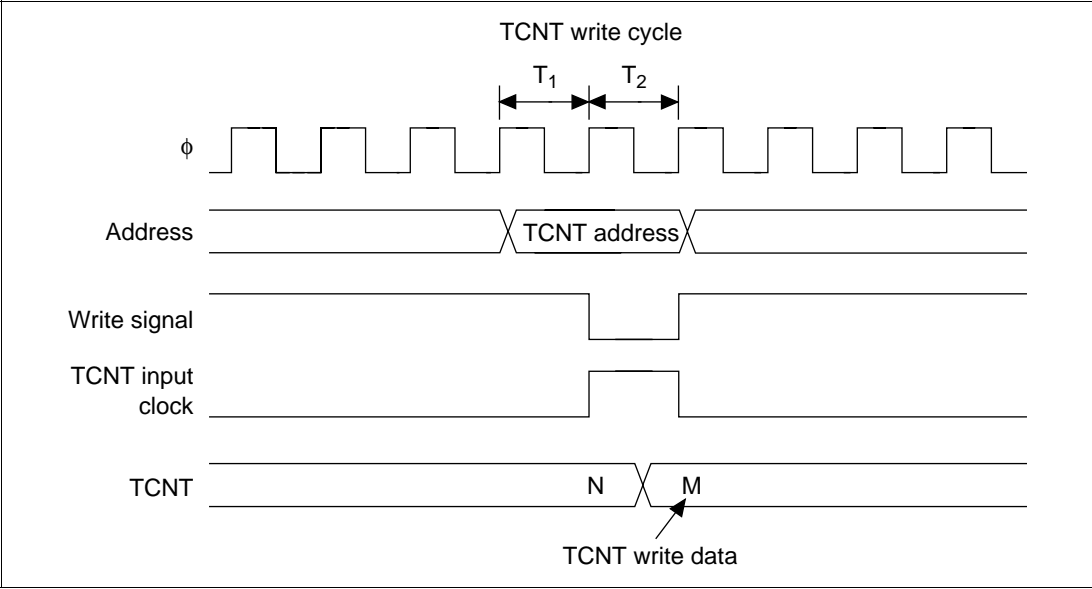 TCNT write cycle
T1 T2
ϕ
Address
TCNT address
Write signal
TCNT input
clock
TCNT
N M
TCNT write data